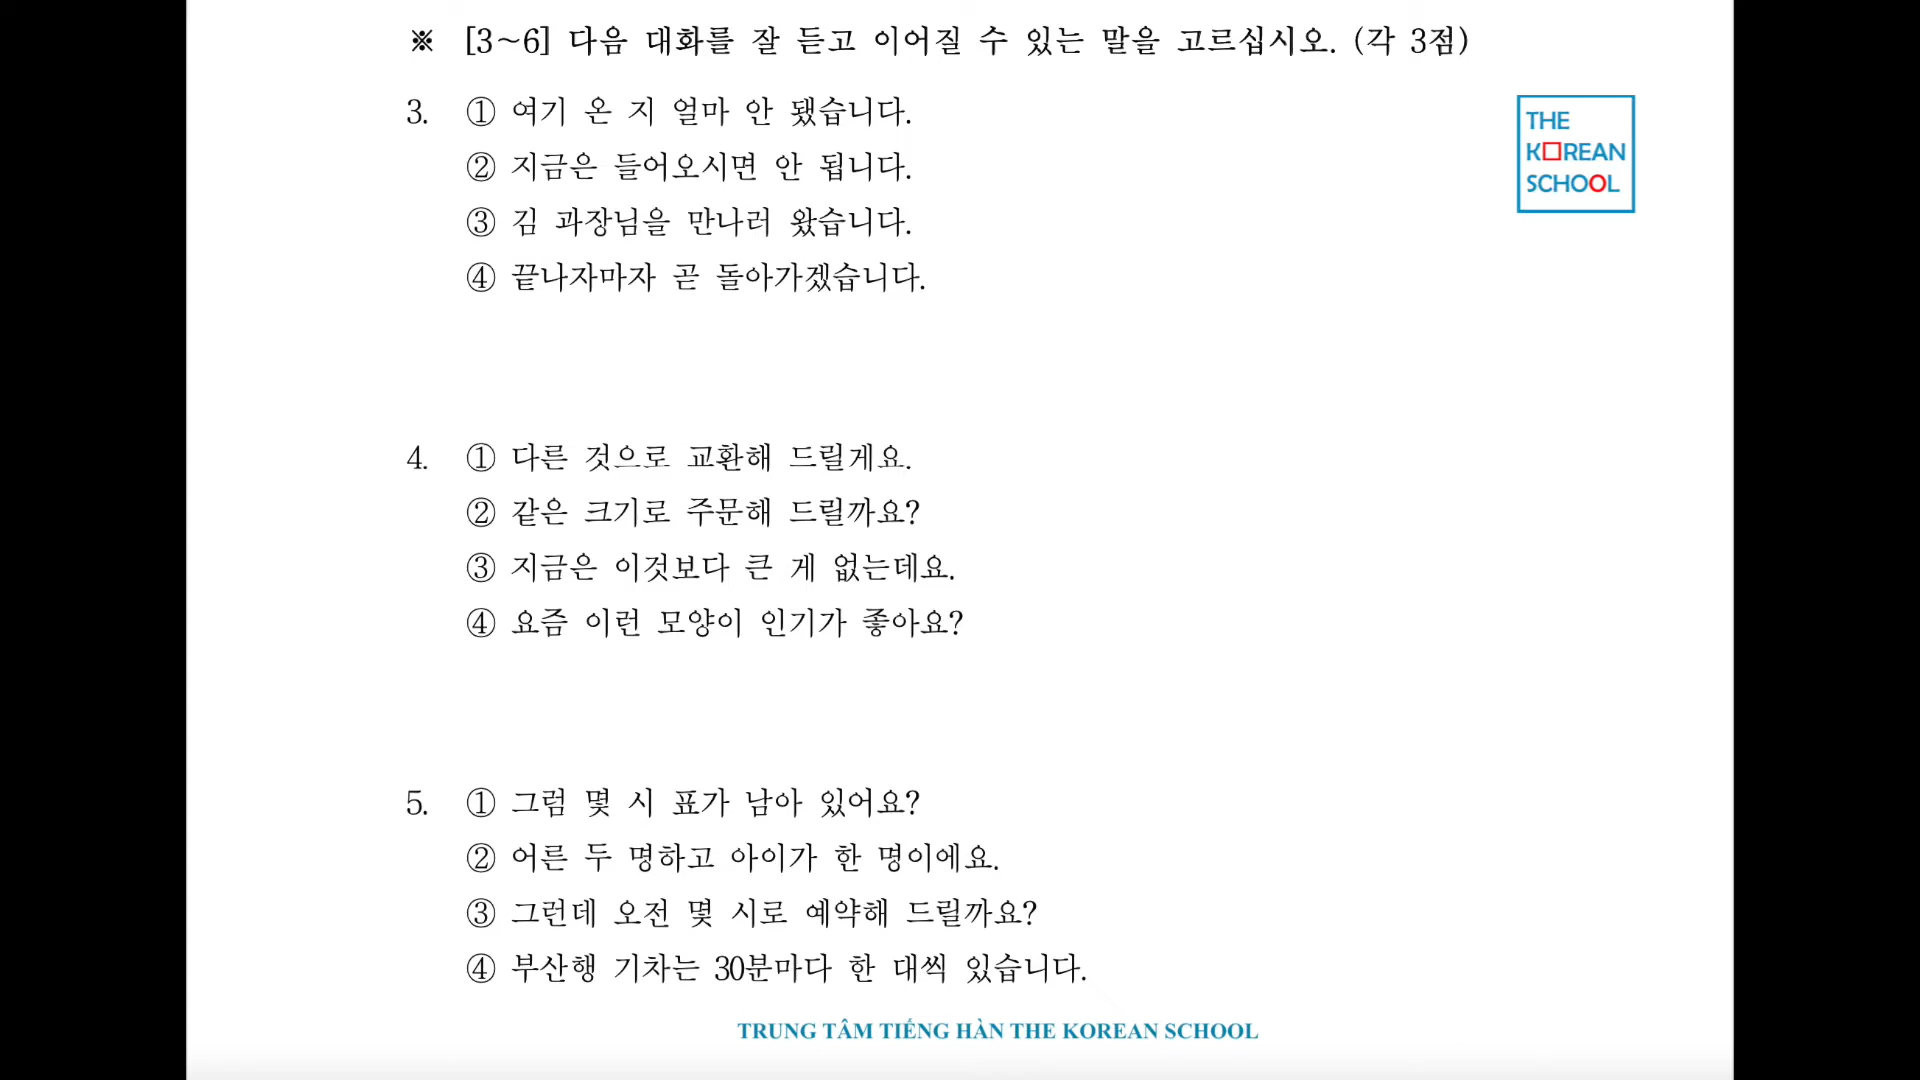 ※ [3~6] 다음 대화를 잘 듣고 이어질 수 있는 말을 고르십시오. (각 3점)
THE
KOREAN
SCHOOL
3. ① 여기 온 지 얼마 안 됐습니다.
② 지금은 들어오시면 안 됩니다.
③ 김 과장님을 만나러 왔습니다.
④ 끝나자마자 곧 돌아가겠습니다.
4. ① 다른 것으로 교환해 드릴게요.
② 같은 크기로 주문해 드릴까요?
③ 지금은 이것보다 큰 게 없는데요.
④ 요즘 이런 모양이 인기가 좋아요?
5. ① 그럼 몇 시 표가 남아 있어요?
② 어른 두 명하고 아이가 한 명이에요.
③ 그런데 오전 몇 시로 예약해 드릴까요?
④ 부산행 기차는 30분마다 한 대씩 있습니다.
TRUNG TÂM TIẾNG HÀN THE KOREAN SCHOOL